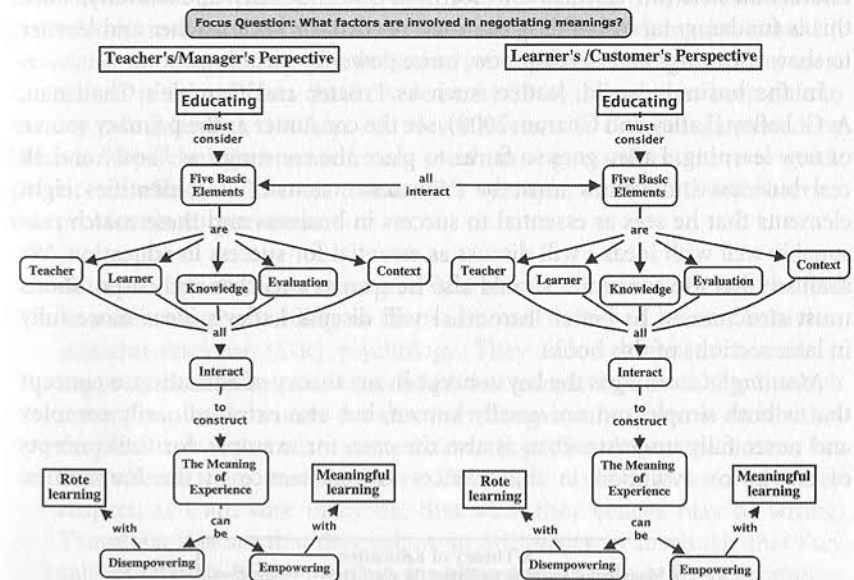 Focus Question: What factors are involved in negotiating meanings?
Teacher's/Manager's Perpective
Learner's /Customer's Perspective
Educating
must
consider
Five Basic
Elements
are
Teacher
Learner
Knowledge
Evaluation
Context
all
Interact
to
construct
The Meaning
of
Experience
can
be
Disempowering
Empowering
with
Rote
learning
with
Meaningful
learning
all
interact
Educating
must
consider
Five Basic
Elements
are
Teacher
Learner
Knowledge
Evaluation
Context
all
Interact
to
construct
The Meaning
of
Experience
can
be
Disempowering
Empowering
with
Rote
learning
with
Meaningful
learning